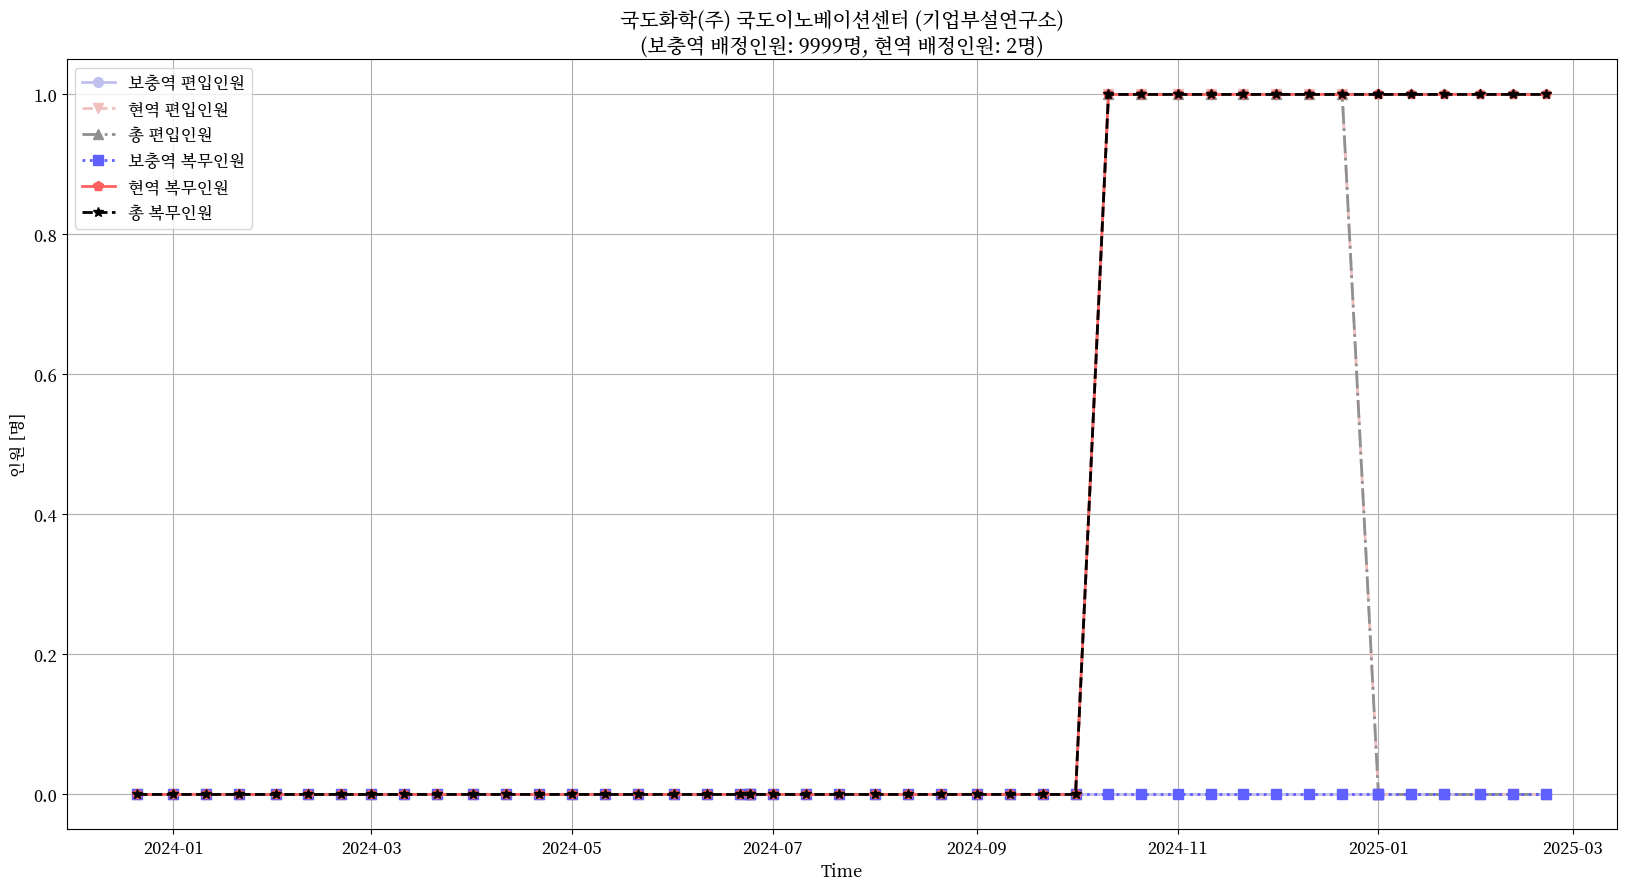 국도화학(주) 국도이노베이션센터 (기업부설연구소)
(보충역 배정인원: 9999명, 현역 배정인원: 2명)
보충역 편입인원
현역 편입인원
총 편입인원
보충역 복무인원
현역 복무인원
총 복무인원
인원 [명]
1.0
0.8
0.6
0.4
0.2
0.0
2024-01
2024-03
2024-05
2024-07
2024-09
2024-11
2025-01
2025-03
Time